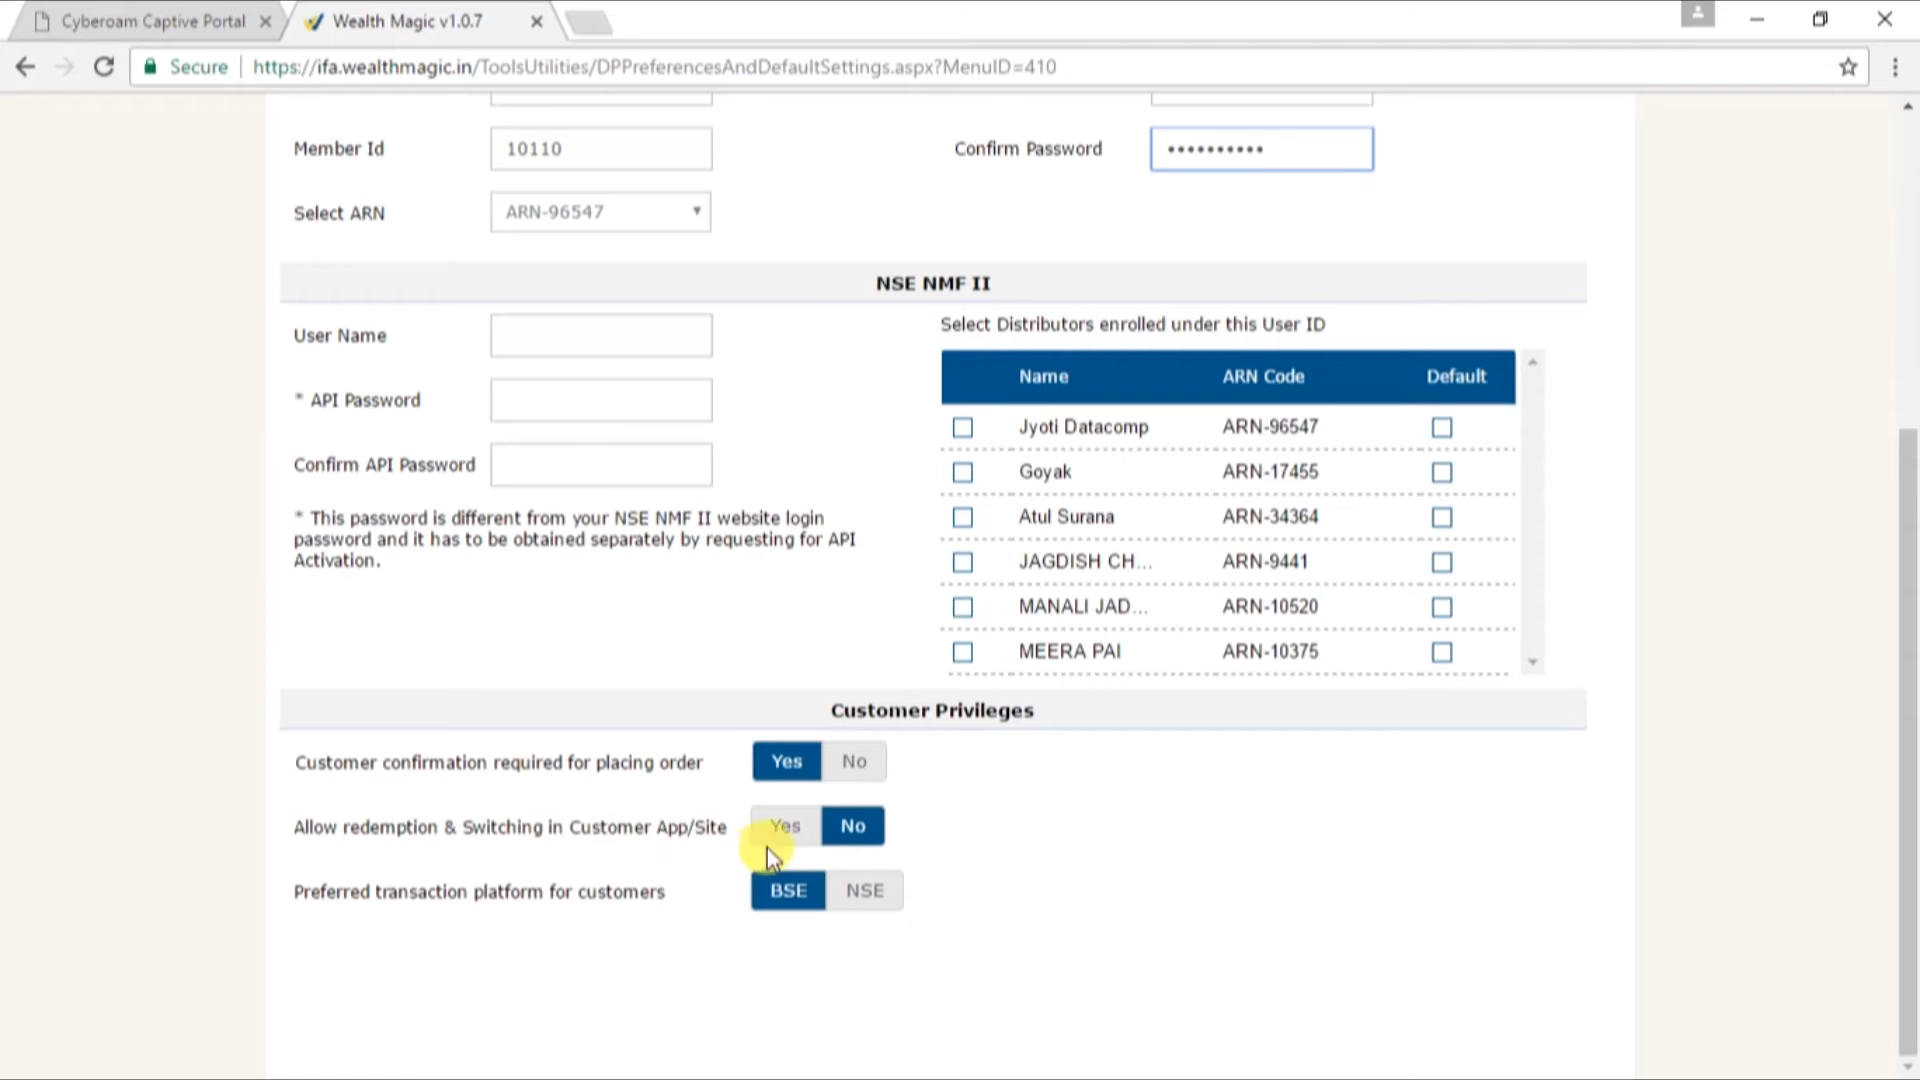 Cyberoam Captive Portal
Wealth Magic v1.0.7
Secure
https://ifa.wealthmagic.in/ToolsUtilities/DPPreferencesAndDefaultSettings.aspx?MenuID=410
Member Id
10110
Confirm Password
••••••••••
Select ARN
ARN-96547
NSE NMF II
User Name
Select Distributors enrolled under this User ID
Name ARN Code Default
* API Password
Jyoti Datacomp ARN-96547
Confirm API Password
Goyak ARN-17455
* This password is different from your NSE NMF II website login
password and it has to be obtained separately by requesting for API
Activation.
Atul Surana ARN-34364
JAGDISH CH... ARN-9441
MANALI JAD... ARN-10520
MEERA PAI ARN-10375
Customer Privileges
Customer confirmation required for placing order Yes No
Allow redemption & Switching in Customer App/Site Yes No
Preferred transaction platform for customers BSE NSE